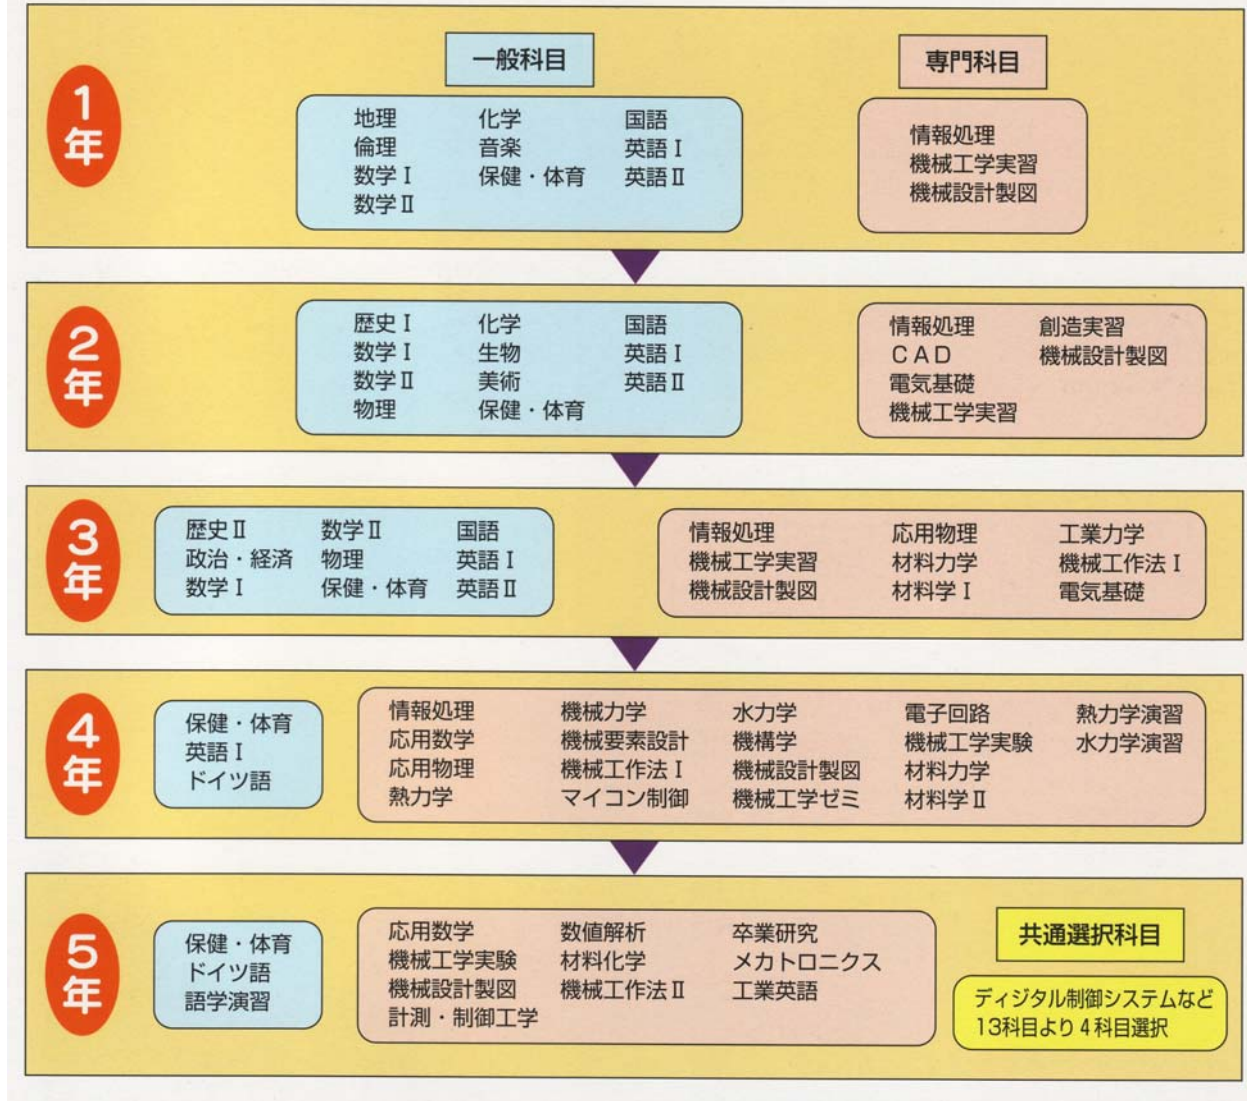 1年
一般科目
地理
倫理
数学Ⅰ
数学Ⅱ
化学
音楽
保健・体育
国語
英語Ⅰ
英語Ⅱ
専門科目
情報処理
機械工学実習
機械設計製図
2年
歴史Ⅰ
数学Ⅰ
数学Ⅱ
物理
化学
生物
美術
保健・体育
国語
英語Ⅰ
英語Ⅱ
情報処理
CAD
電気基礎
機械工学実習
創造実習
機械設計製図
3年
歴史Ⅱ
政治・経済
数学Ⅰ
数学Ⅱ
物理
保健・体育
国語
英語Ⅰ
英語Ⅱ
情報処理
機械工学実習
機械設計製図
応用物理
材料力学
材料学Ⅰ
工業力学
機械工作法Ⅰ
電気基礎
4年
保健・体育
英語Ⅰ
ドイツ語
情報処理
応用数学
応用物理
熱力学
機械力学
機械要素設計
機械工作法Ⅰ
マイコン制御
水力学
機構学
機械設計製図
機械工学ゼミ
電子回路
機械工学実験
材料力学
材料学Ⅱ
熱力学演習
水力学演習
5年
保健・体育
ドイツ語
語学演習
応用数学
機械工学実験
機械設計製図
計測・制御工学
数値解析
材料化学
機械工作法Ⅱ
卒業研究
メカトロニクス
工業英語
共通選択科目
ディジタル制御システムなど
13科目より4科目選択